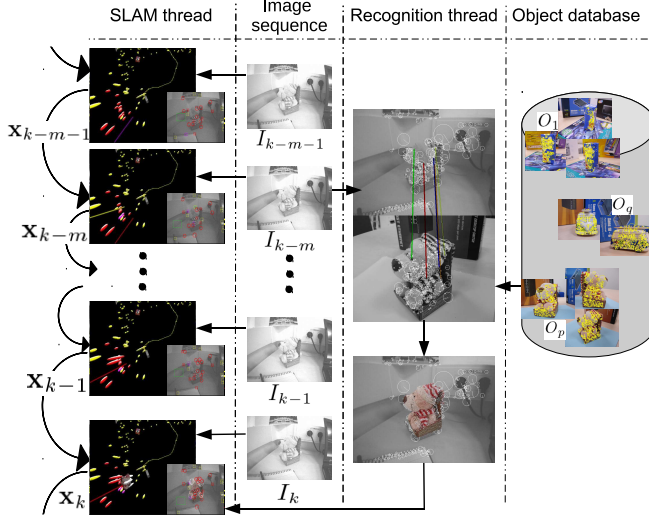 SLAM thread
Image
sequence
Recognition thread
Object database
x_{k-m-1}
I_{k-m-1}
O_1
x_{k-m}
I_{k-m}
O_q
x_{k-1}
I_{k-1}
O_p
x_k
I_k